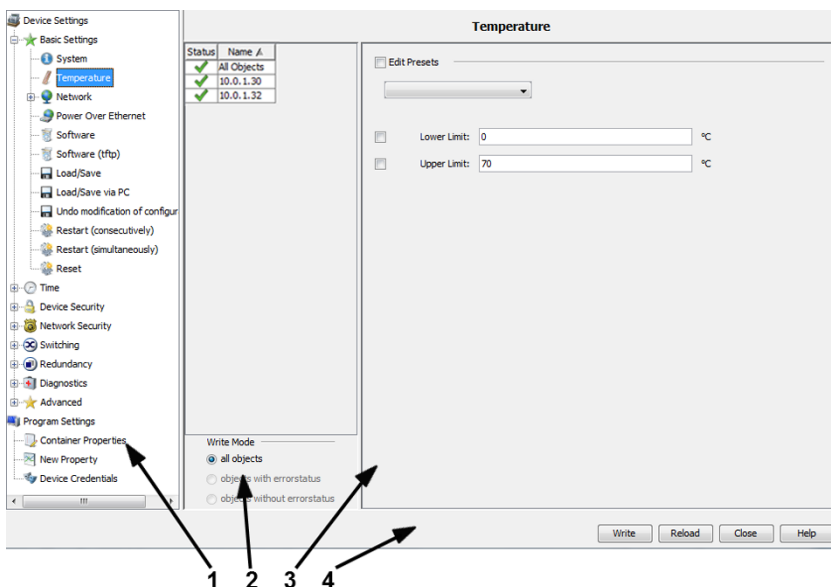 Device Settings
Basic Settings
System
Temperature
Network
Power Over Ethernet
Software
Software (tftp)
Load/Save
Load/Save via PC
Undo modification of configur
Restart (consecutively)
Restart (simultaneously)
Reset
Time
Device Security
Network Security
Switching
Redundancy
Diagnostics
Advanced
Program Settings
Container Properties
New Property
Device Credentials
Status Name
All Objects
10.0.1.30
10.0.1.32
Write Mode
all objects
objects with errorstatus
objects without errorstatus
Temperature
Edit Presets
Lower Limit: 0 °C
Upper Limit: 70 °C
Write Reload Close Help
1 2 3 4